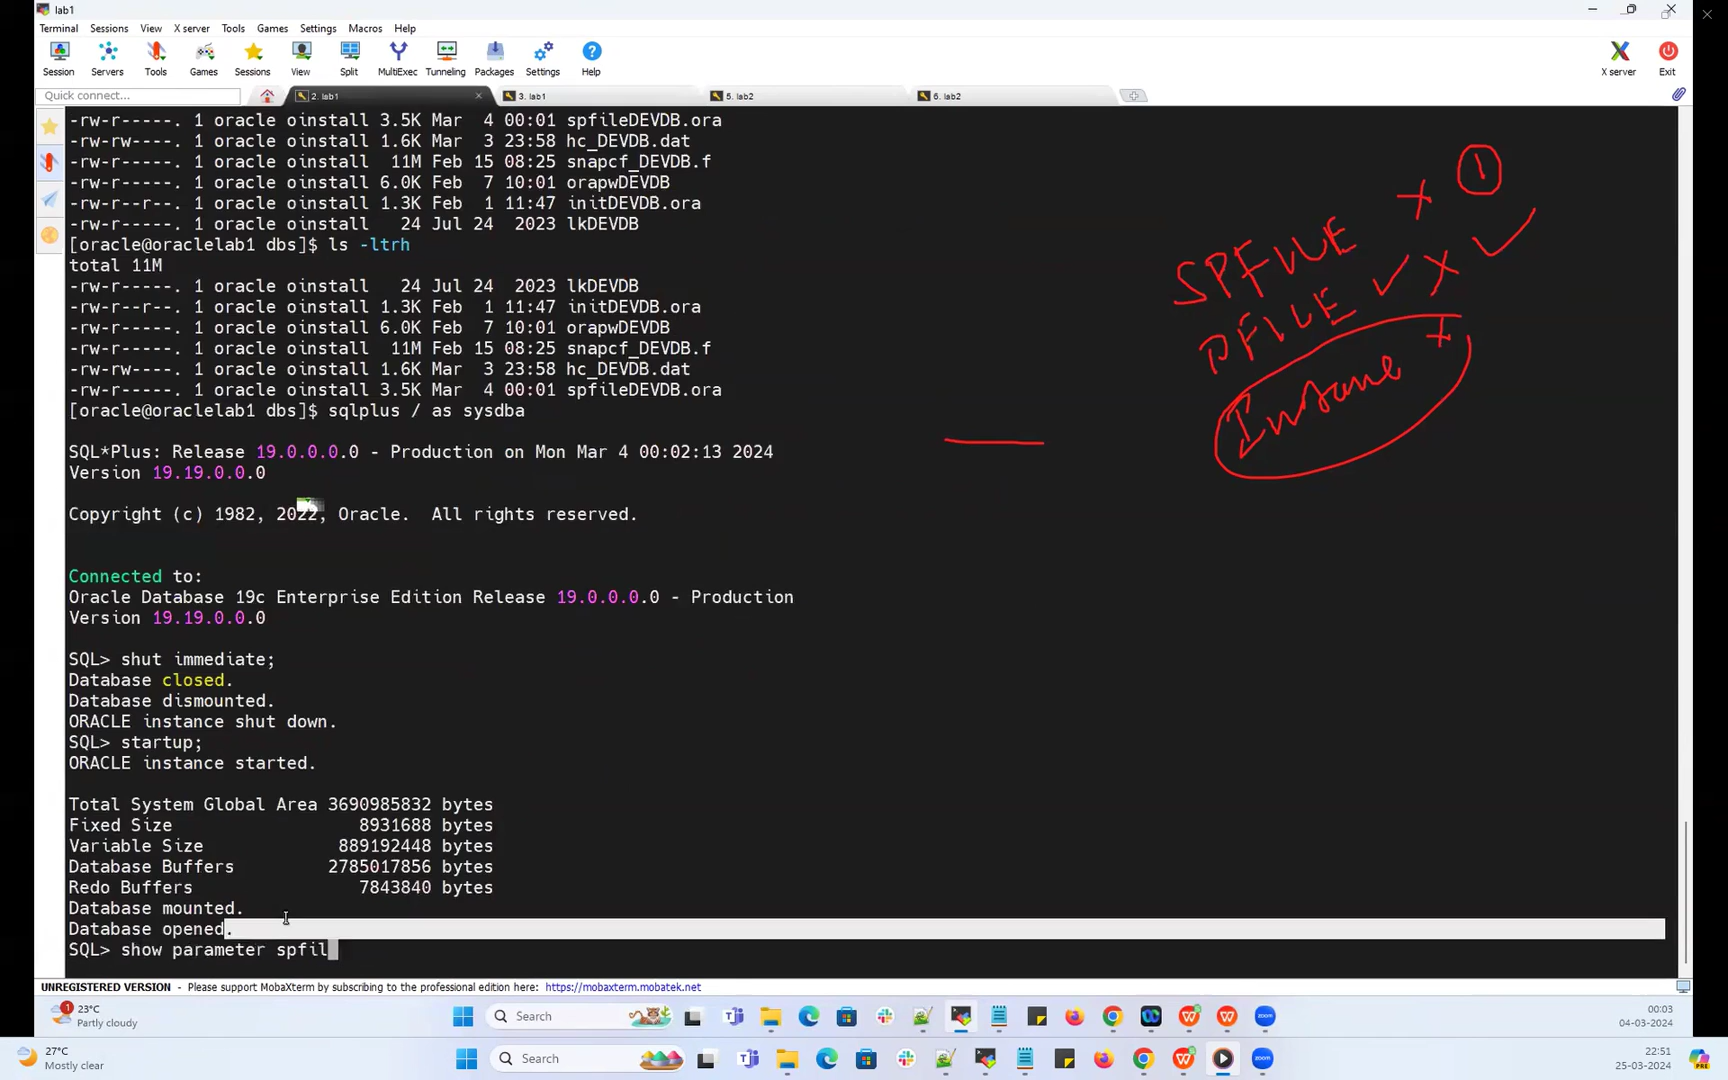 lab1
Terminal Sessions View X server Tools Games Settings Macros Help
Session Servers Tools Games Sessions View Split MultiExec Tunneling Packages Settings Help X server Exit
Quick connect... 2. lab1 3. lab1 5. lab2 6. lab2
-rw-r-----. 1 oracle oinstall 3.5K Mar  4 00:01 spfileDEVDB.ora
-rw-rw----. 1 oracle oinstall 1.6K Mar  3 23:58 hc_DEVDB.dat
-rw-r-----. 1 oracle oinstall  11M Feb 15 08:25 snapcf_DEVDB.f
-rw-r-----. 1 oracle oinstall 6.0K Feb  7 10:01 orapwDEVDB
-rw-r--r--. 1 oracle oinstall 1.3K Feb  1 11:47 initDEVDB.ora
-rw-r-----. 1 oracle oinstall   24 Jul 24  2023 lkDEVDB
[oracle@oraclelab1 dbs]$ ls -ltrh
total 11M
-rw-r-----. 1 oracle oinstall   24 Jul 24  2023 lkDEVDB
-rw-r--r--. 1 oracle oinstall 1.3K Feb  1 11:47 initDEVDB.ora
-rw-r-----. 1 oracle oinstall 6.0K Feb  7 10:01 orapwDEVDB
-rw-r-----. 1 oracle oinstall  11M Feb 15 08:25 snapcf_DEVDB.f
-rw-rw----. 1 oracle oinstall 1.6K Mar  3 23:58 hc_DEVDB.dat
-rw-r-----. 1 oracle oinstall 3.5K Mar  4 00:01 spfileDEVDB.ora
[oracle@oraclelab1 dbs]$ sqlplus / as sysdba
SQL*Plus: Release 19.0.0.0.0 - Production on Mon Mar 4 00:02:13 2024
Version 19.19.0.0.0
Copyright (c) 1982, 2022, Oracle.  All rights reserved.
Connected to:
Oracle Database 19c Enterprise Edition Release 19.0.0.0.0 - Production
Version 19.19.0.0.0
SQL> shut immediate;
Database closed.
Database dismounted.
ORACLE instance shut down.
SQL> startup;
ORACLE instance started.
Total System Global Area 3690985832 bytes
Fixed Size 8931688 bytes
Variable Size 889192448 bytes
Database Buffers 2785017856 bytes
Redo Buffers 7843840 bytes
Database mounted.
Database opened.
SQL> show parameter spfil
1
SPFILE
PFILE
UNREGISTERED VERSION - Please support MobaXterm by subscribing to the professional edition here: https://mobaxterm.mobatek.net
1
23°C
Partly cloudy
Search
00:03
04-03-2024
27°C
Mostly clear
Search
22:51
25-03-2024
PRE